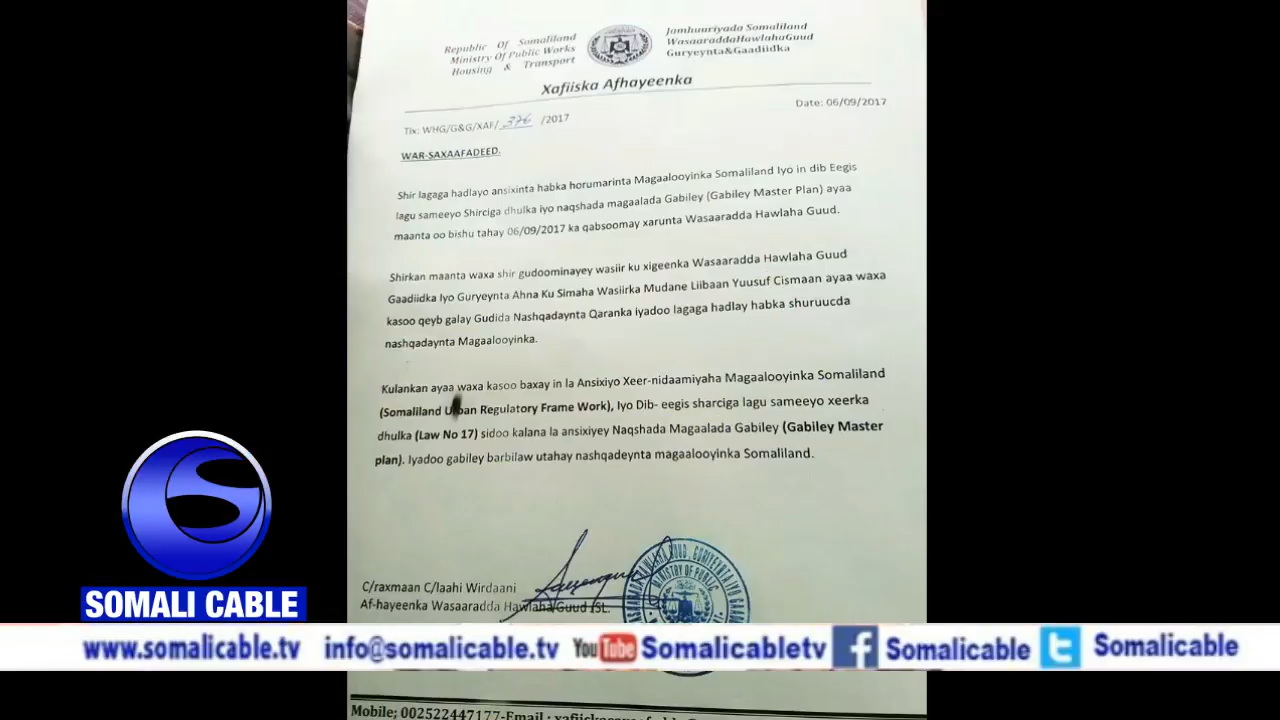 Republic Of Somaliland
Ministry Of Public Works
Housing & Transport
Jamhuuriyada Somaliland
WasaaraddaHawlahaGuud
Guryeynta&Gaadiidka
Xafiiska Afhayeenka
Date: 06/09/2017
Tix: WHG/G&G/XAF/ 376 /2017
WAR-SAXAAFADEED.
Shir lagaga hadlayo ansixinta habka horumarinta Magaalooyinka Somaliland Iyo in dib Eegis
lagu sameeyo Shirciga dhulka iyo naqshada magaalada Gabiley (Gabiley Master Plan) ayaa
maanta oo bishu tahay 06/09/2017 ka qabsoomay xarunta Wasaaradda Hawlaha Guud.
Shirkan maanta waxa shir gudoominayey wasiir ku xigeenka Wasaaradda Hawlaha Guud
Gaadiidka Iyo Guryeynta Ahna Ku Simaha Wasiirka Mudane Liibaan Yuusuf Cismaan ayaa waxa
kasoo qeyb galay Gudida Nashqadaynta Qaranka iyadoo lagaga hadlay habka shuruucda
nashqadaynta Magaalooyinka.
Kulankan ayaa waxa kasoo baxay in la Ansixiyo Xeer-nidaamiyaha Magaalooyinka Somaliland
(Somaliland Urban Regulatory Frame Work), Iyo Dib- eegis sharciga lagu sameeyo xeerka
dhulka (Law No 17) sidoo kalana la ansixiyey Naqshada Magaalada Gabiley (Gabiley Master
plan). Iyadoo gabiley barbilaw utahay nashqadeynta magaalooyinka Somaliland.
C/raxmaan C/laahi Wirdaani
Af-hayeenka Wasaaradda Hawlaha Guud /SL.
MINISTRY OF PUBLIC
SOMALI CABLE
www.somalicable.tv info@somalicable.tv YouTube Somalicabletv Somalicable Somalicable
Mobile; 002522447177-Email :